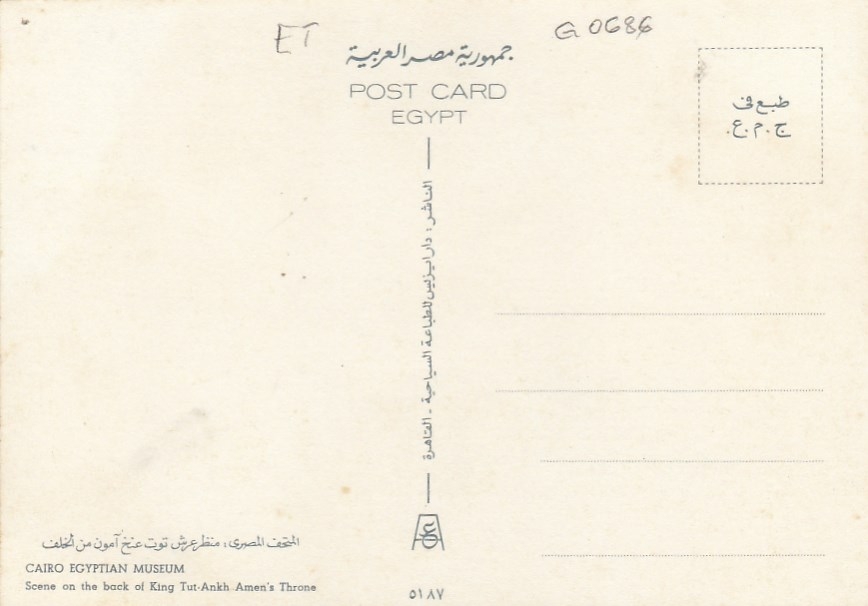 ET
G 0686
جمهورية مصر العربية
POST CARD
EGYPT
طبع فى
ج . م . ع .
الناشر : دار ايزيس للطباعة السياحية - القاهرة
المتحف المصرى : منظر عرش توت عنخ آمون من الخلف
CAIRO EGYPTIAN MUSEUM
Scene on the back of King Tut-Ankh Amen's Throne
٥١٨٧